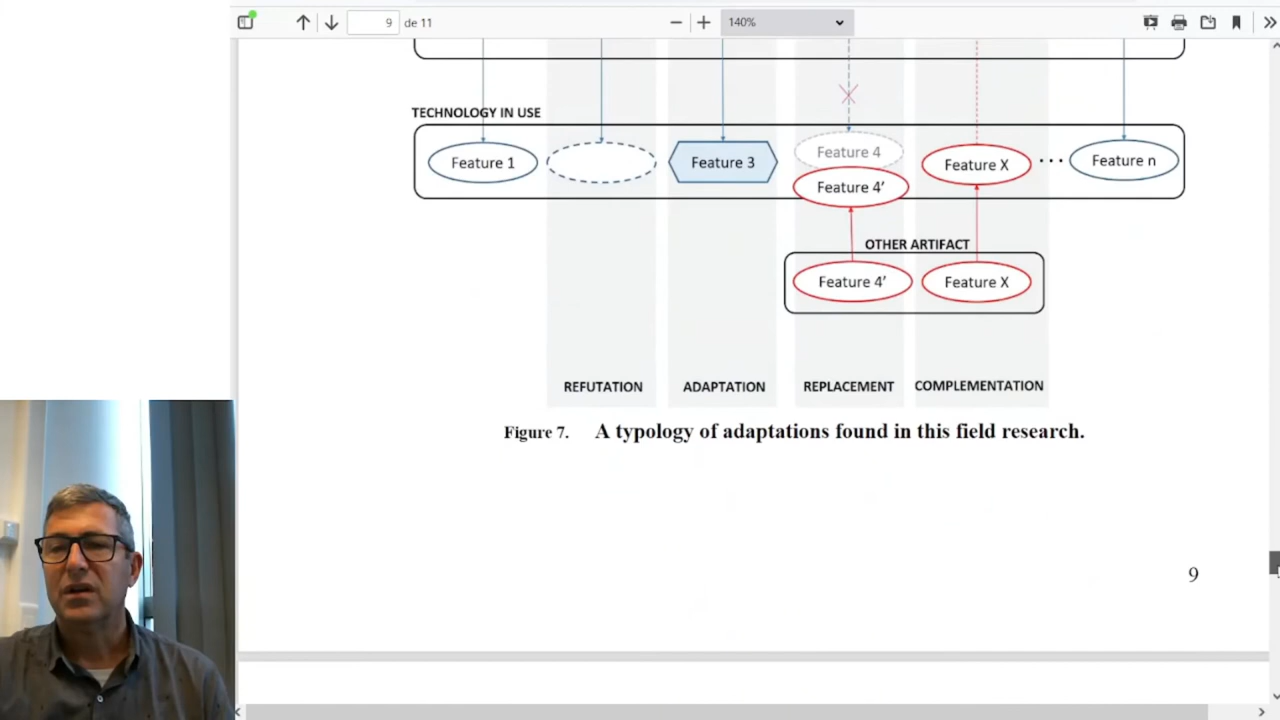 9 de 11 140%
TECHNOLOGY IN USE
Feature 1 Feature 3 Feature 4 Feature X ... Feature n
Feature 4'
OTHER ARTIFACT
Feature 4' Feature X
REFUTATION ADAPTATION REPLACEMENT COMPLEMENTATION
Figure 7. A typology of adaptations found in this field research.
9